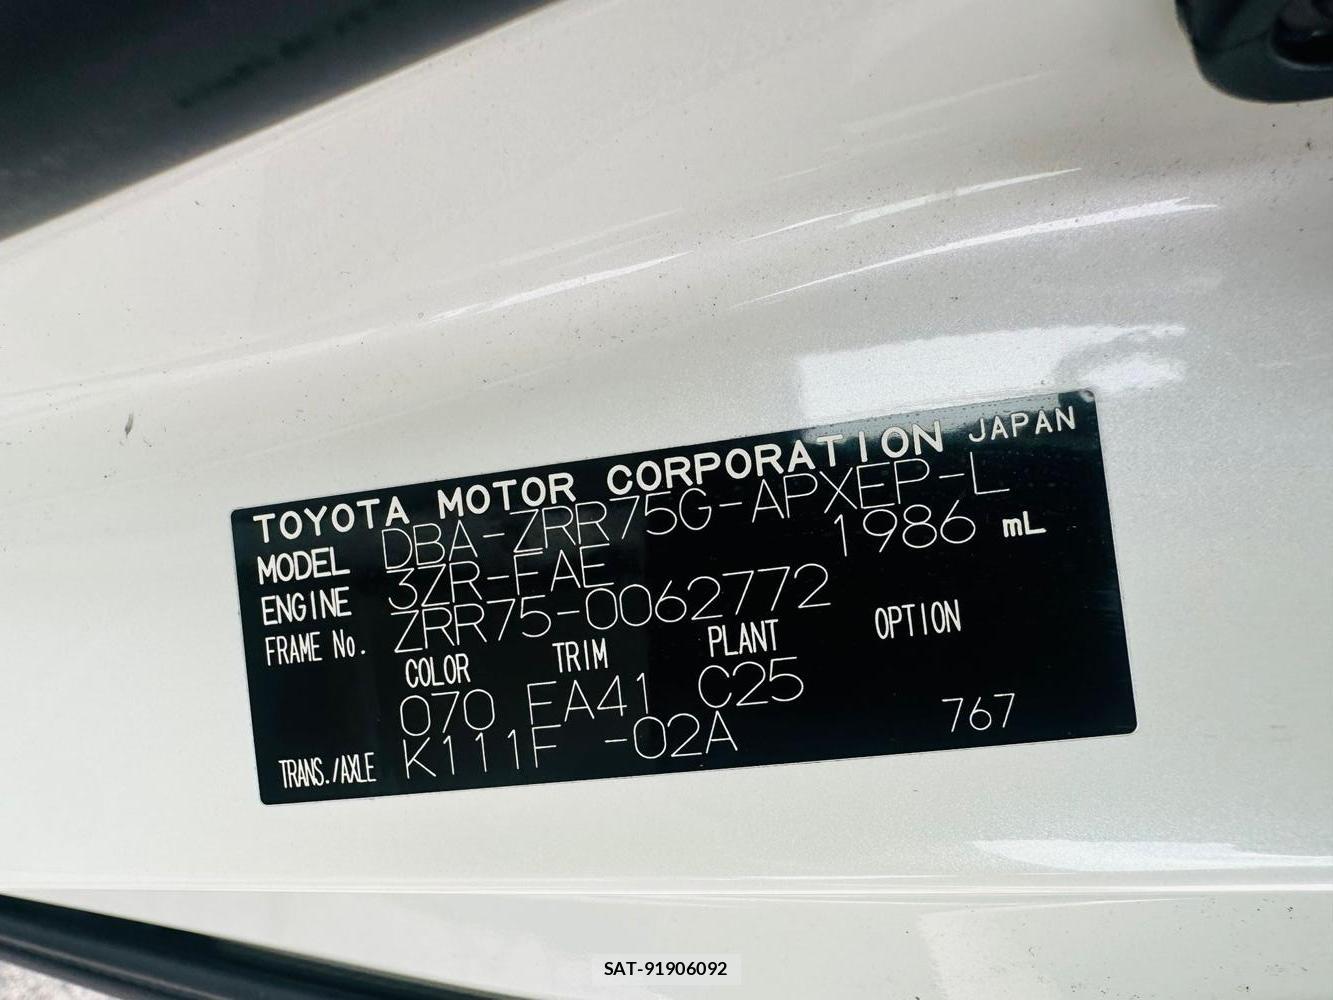 TOYOTA MOTOR CORPORATION JAPAN
MODEL DBA-ZRR75G-APXEP-L
ENGINE 3ZR-FAE 1986 mL
FRAME No. ZRR75-0062772
COLOR TRIM PLANT OPTION
070 EA41 C25
TRANS./AXLE K111F -02A 767
SAT-91906092